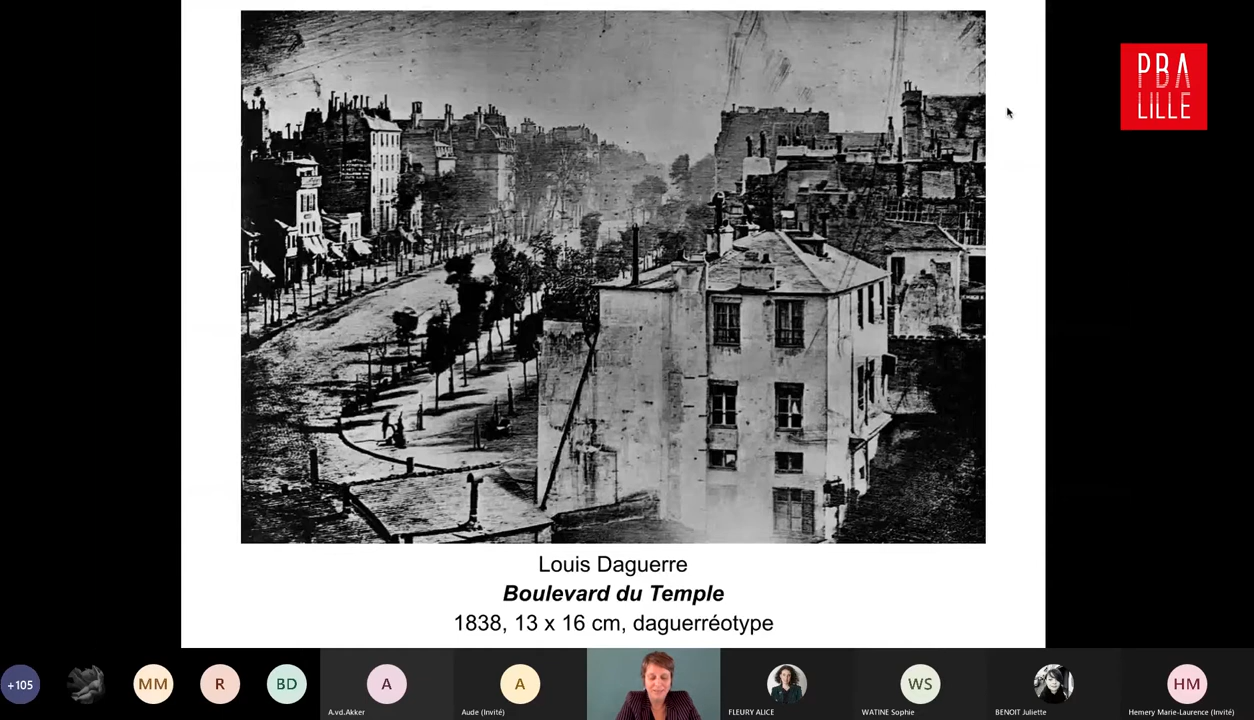 PBA
LILLE
Louis Daguerre
Boulevard du Temple
1838, 13 x 16 cm, daguerréotype
+105
MM
R
BD
A
A.vd.Akker
A
Aude (Invité)
FLEURY ALICE
WS
WATINE Sophie
BENOIT Juliette
HM
Hemery Marie-Laurence (Invité)